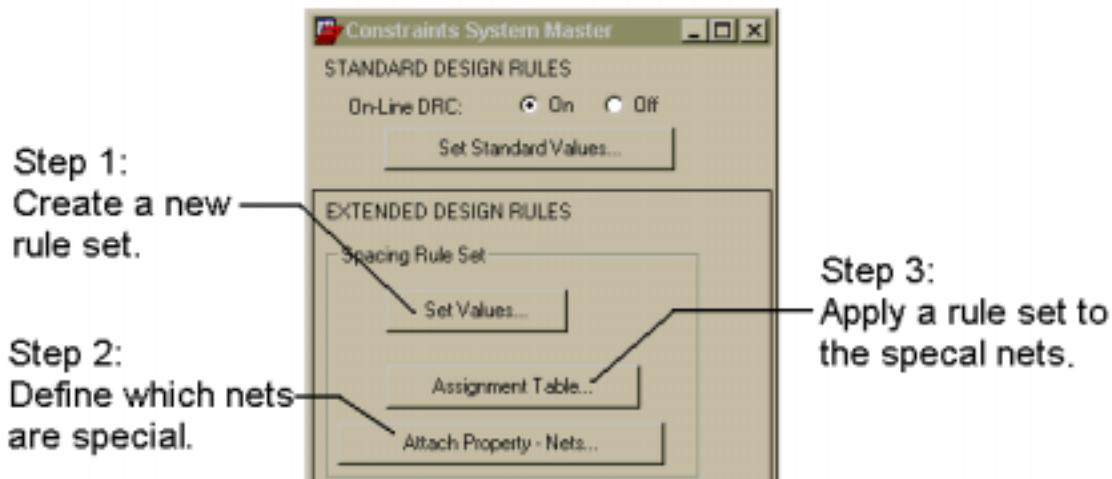 Constraints System Master
STANDARD DESIGN RULES
On-Line DRC: On Off
Set Standard Values...
Step 1:
Create a new
rule set.
EXTENDED DESIGN RULES
Spacing Rule Set
Set Values...
Step 3:
Apply a rule set to
the specal nets.
Step 2:
Define which nets
are special.
Assignment Table...
Attach Property - Nets...